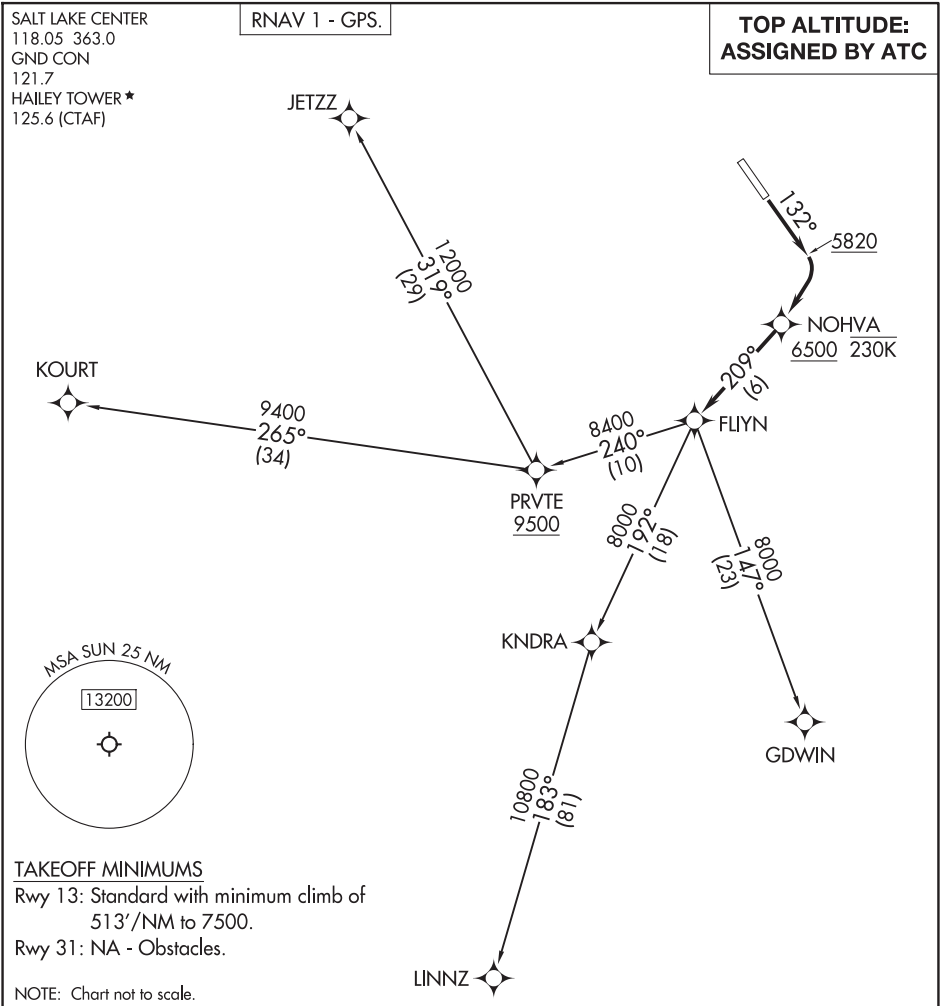 SALT LAKE CENTER
118.05 363.0
GND CON
121.7
HAILEY TOWER★
125.6 (CTAF)
RNAV 1 - GPS.
TOP ALTITUDE:
ASSIGNED BY ATC
JETZZ
132°
5820
12000
319°
(29)
NOHVA
6500 230K
209°
(6)
KOURT
9400
265°
(34)
8400
240°
(10)
FLIYN
PRVTE
9500
8000
192°
(18)
8000
147°
(23)
KNDRA
MSA SUN 25 NM
13200
GDWIN
10800
183°
(81)
TAKEOFF MINIMUMS
Rwy 13: Standard with minimum climb of
513'/NM to 7500.
Rwy 31: NA - Obstacles.
LINNZ
NOTE: Chart not to scale.